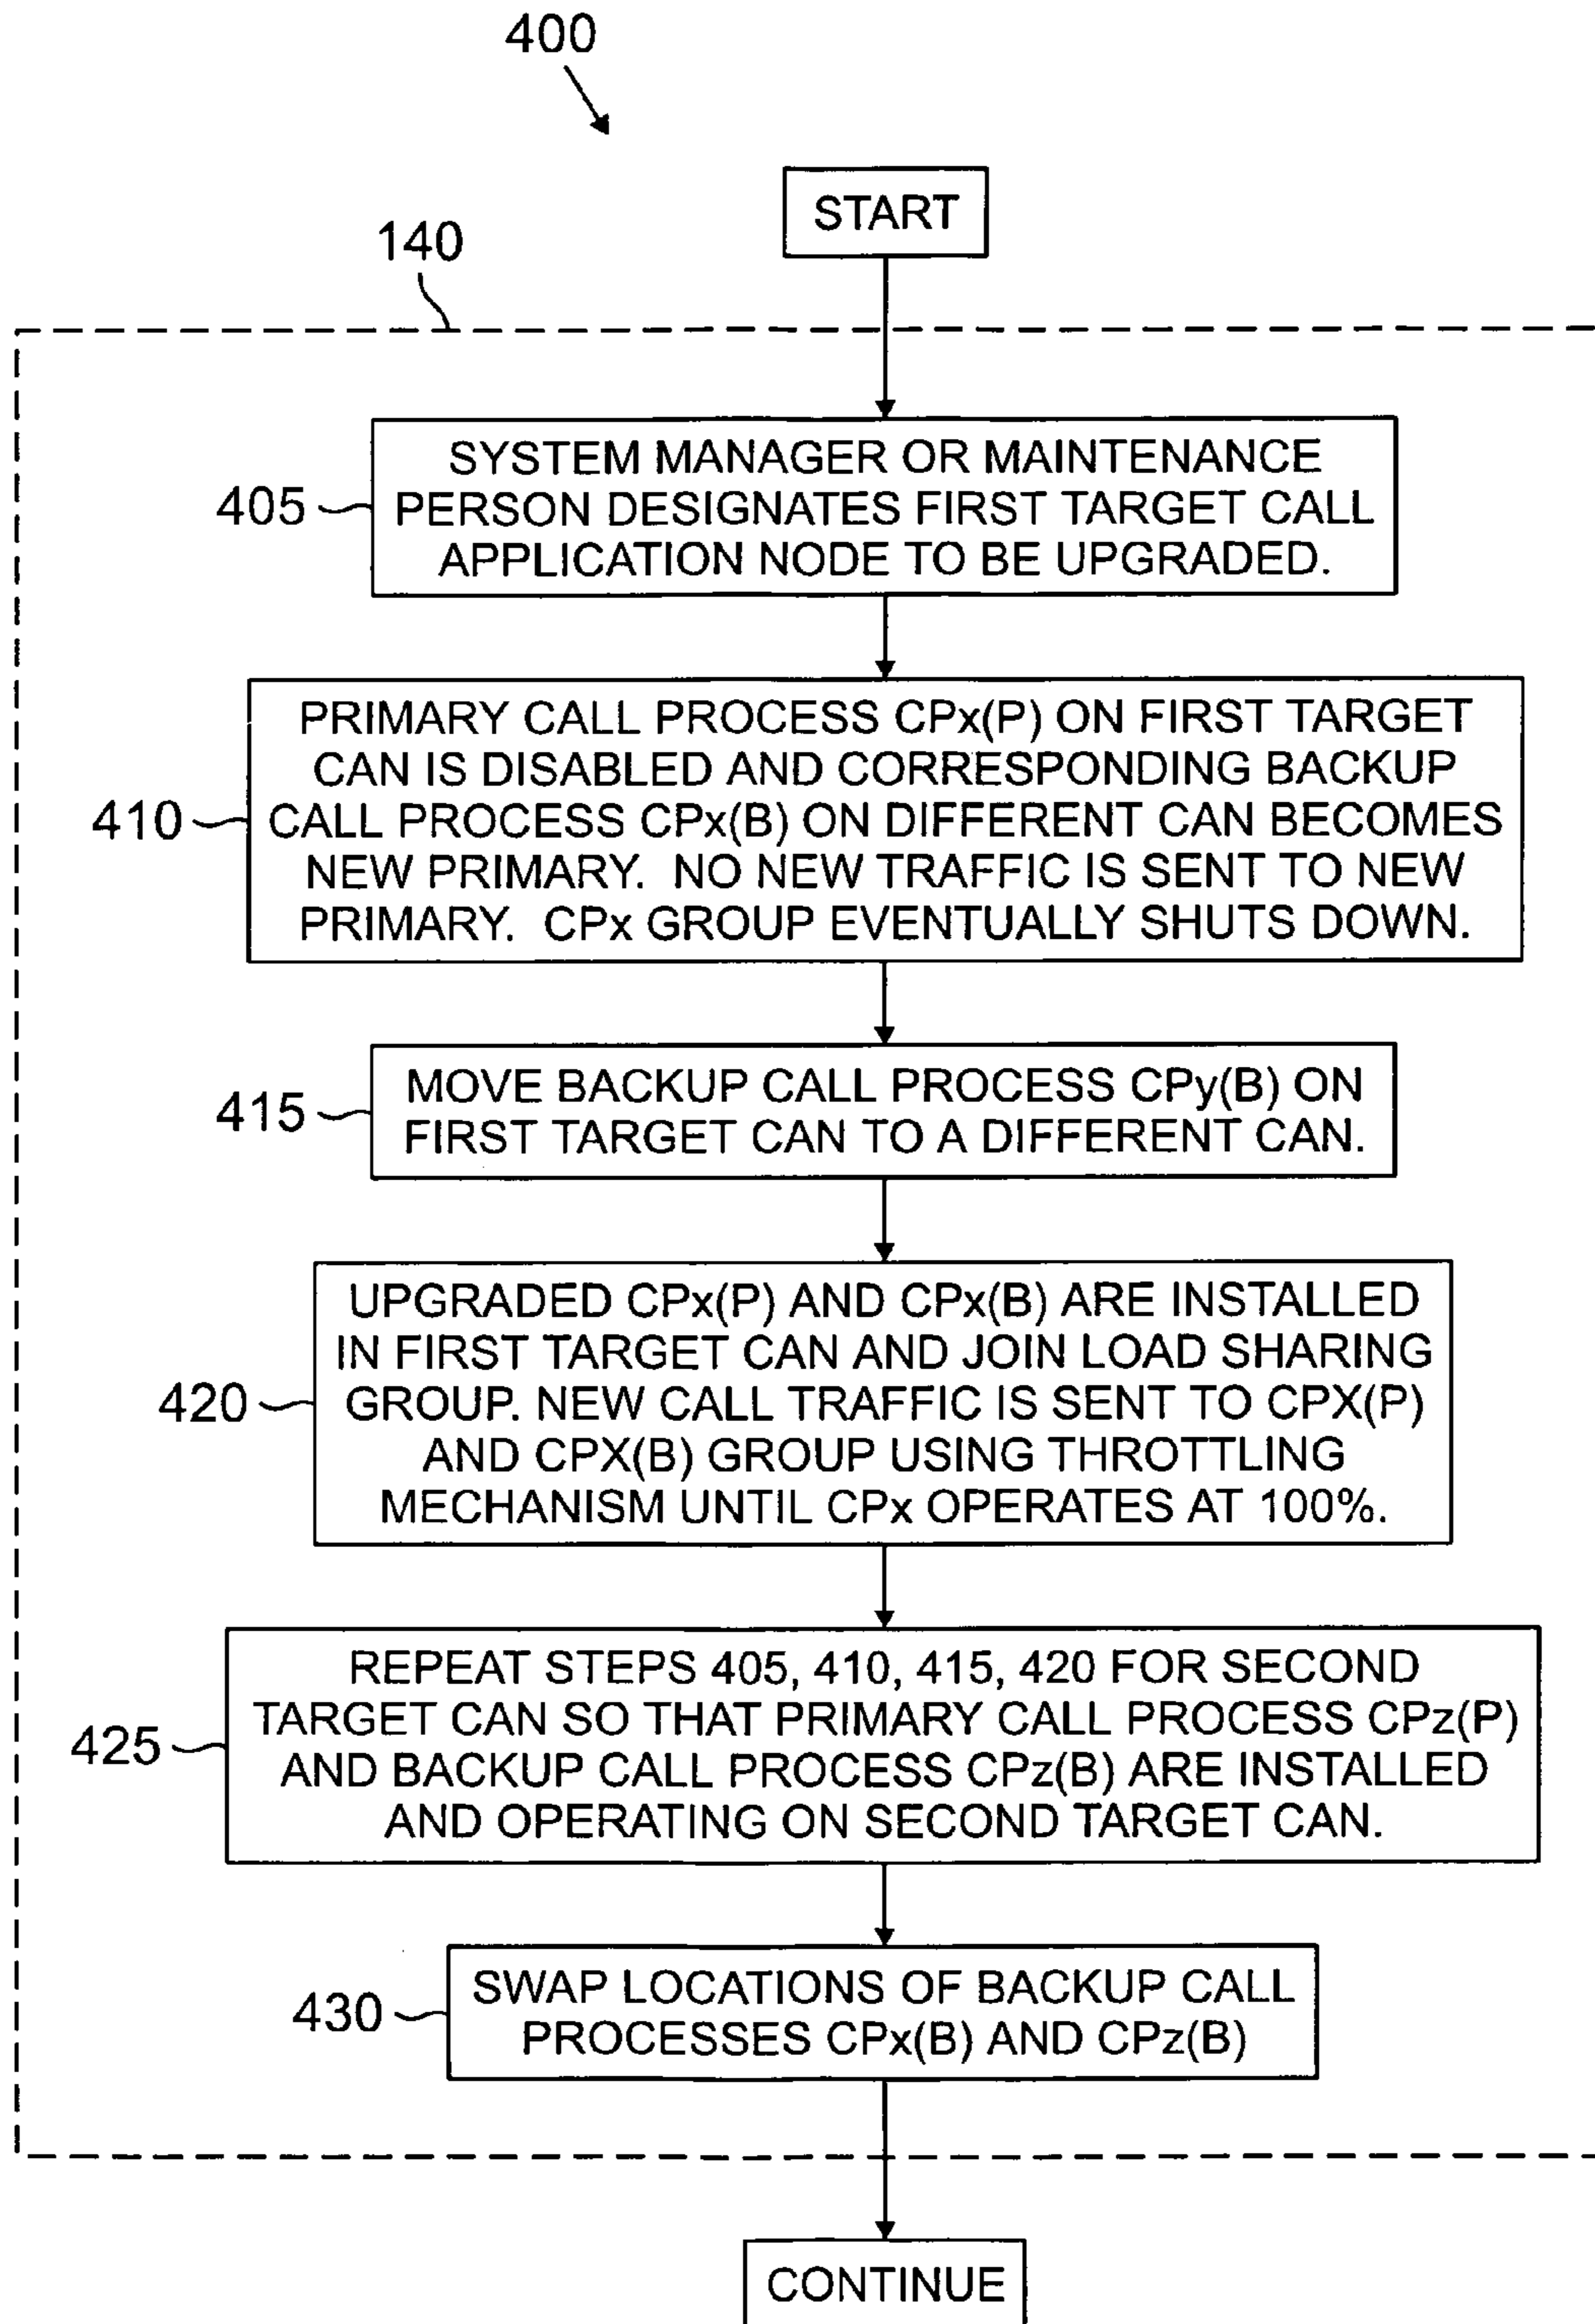 400
START
140
405
SYSTEM MANAGER OR MAINTENANCE
PERSON DESIGNATES FIRST TARGET CALL
APPLICATION NODE TO BE UPGRADED.
410
PRIMARY CALL PROCESS CPx(P) ON FIRST TARGET
CAN IS DISABLED AND CORRESPONDING BACKUP
CALL PROCESS CPx(B) ON DIFFERENT CAN BECOMES
NEW PRIMARY. NO NEW TRAFFIC IS SENT TO NEW
PRIMARY. CPx GROUP EVENTUALLY SHUTS DOWN.
415
MOVE BACKUP CALL PROCESS CPy(B) ON
FIRST TARGET CAN TO A DIFFERENT CAN.
420
UPGRADED CPx(P) AND CPx(B) ARE INSTALLED
IN FIRST TARGET CAN AND JOIN LOAD SHARING
GROUP. NEW CALL TRAFFIC IS SENT TO CPX(P)
AND CPX(B) GROUP USING THROTTLING
MECHANISM UNTIL CPx OPERATES AT 100%.
425
REPEAT STEPS 405, 410, 415, 420 FOR SECOND
TARGET CAN SO THAT PRIMARY CALL PROCESS CPz(P)
AND BACKUP CALL PROCESS CPz(B) ARE INSTALLED
AND OPERATING ON SECOND TARGET CAN.
430
SWAP LOCATIONS OF BACKUP CALL
PROCESSES CPx(B) AND CPz(B)
CONTINUE